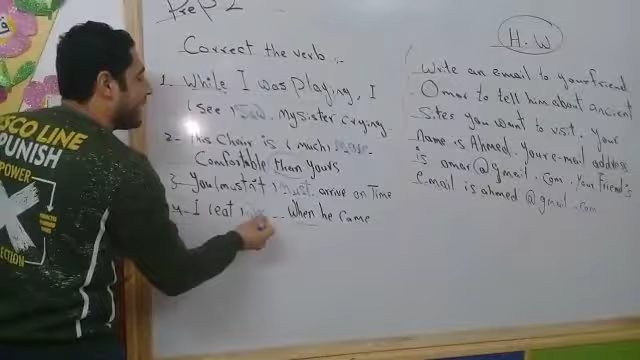 PreP 2
Correct the verb :-
1- While I was playing, I
(see) saw. My sister crying.
2- This chair is (much) more
Comfortable than yours
3- You (mustn't) must arrive on Time
4- I (eat) ... When he came
H.W
Write an email to your friend
Omar to tell him about ancient
Sites you want to visit. Your
name is Ahmed. Your e-mail address
is omar@gmail.com. Your friend's
e.mail is ahmed@gmail.com
SCO LINE
PUNISH
POWER
ECTION